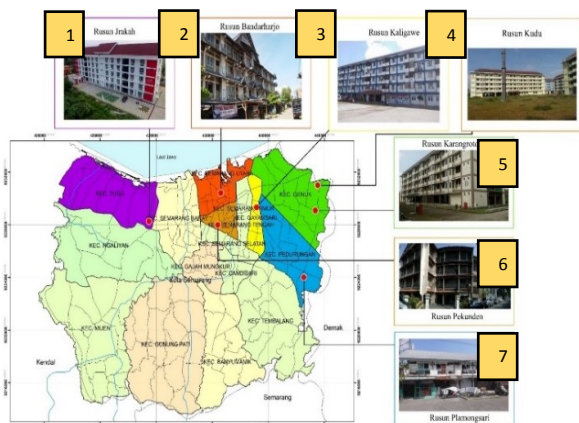 1
Rusun Jrakah
2
Rusun Bandarharjo
3
Rusun Kaligawe
4
Rusun Kudu
Laut Jawa
Rusun Karangroto
5
KEC. TUGU
KEC. GENUK
SEMARANG BARAT
SEMARANG TENGAH
KEC. GAYAMSARI
KEC. SEMARANG SELATAN
KEC. NGALIYAN
KEC. PEDURUNGAN
KEC. GAJAH MUNGKUR
KEC. CANDISARI
Kota Semarang
6
Rusun Pekunden
KEC. MIJEN
KEC. TEMBALANG
Demak
KEC. GUNUNG PATI
KEC. BANYUMANIK
Kendal
Semarang
7
Rusun Plamongsari